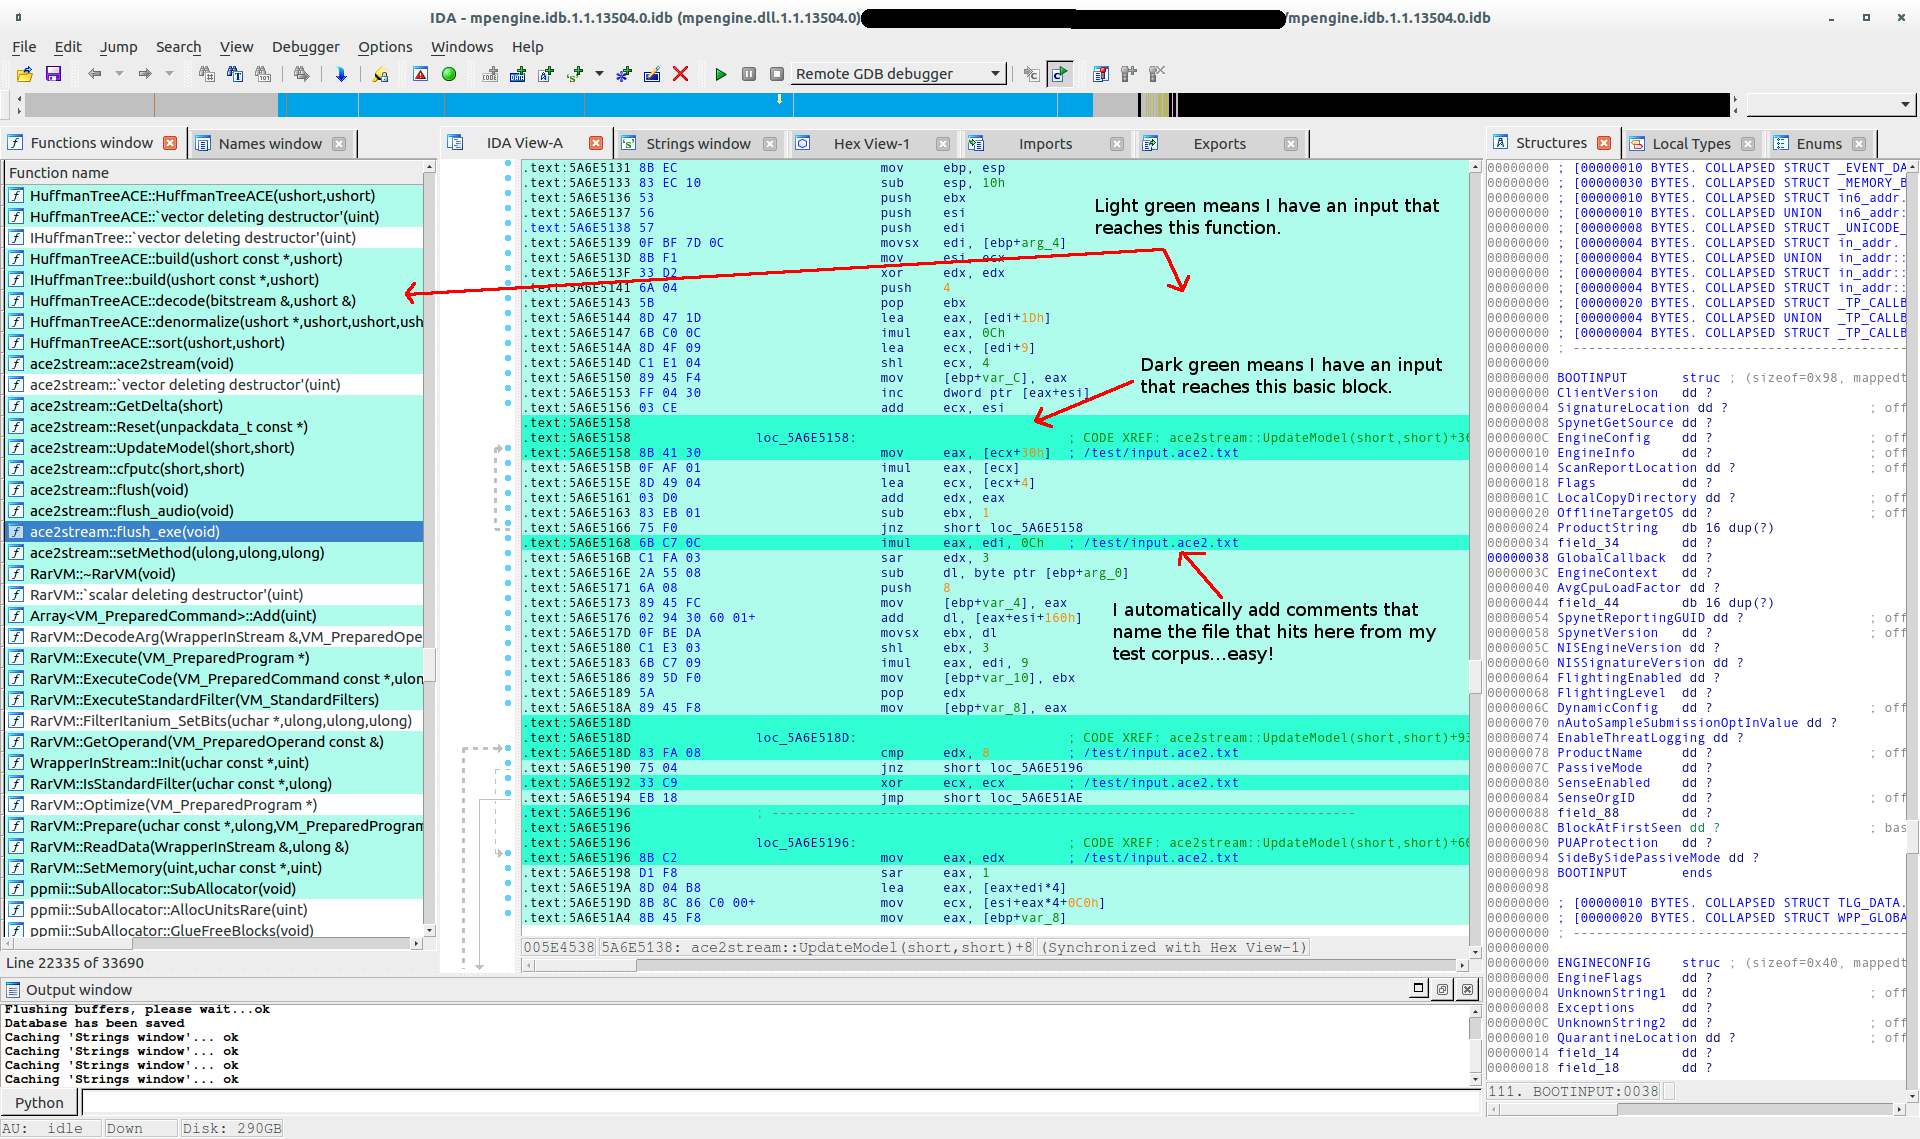 IDA - mpengine.idb.1.1.13504.0.idb (mpengine.dll.1.1.13504.0) /mpengine.idb.1.1.13504.0.idb
File Edit Jump Search View Debugger Options Windows Help
Remote GDB debugger
Functions window
Names window
Function name
HuffmanTreeACE::HuffmanTreeACE(ushort,ushort)
HuffmanTreeACE::`vector deleting destructor'(uint)
IHuffmanTree::`vector deleting destructor'(uint)
HuffmanTreeACE::build(ushort const *,ushort)
IHuffmanTree::build(ushort const *,ushort)
HuffmanTreeACE::decode(bitstream &,ushort &)
HuffmanTreeACE::denormalize(ushort *,ushort,ushort,ush
HuffmanTreeACE::sort(ushort,ushort)
ace2stream::ace2stream(void)
ace2stream::`vector deleting destructor'(uint)
ace2stream::GetDelta(short)
ace2stream::Reset(unpackdata_t const *)
ace2stream::UpdateModel(short,short)
ace2stream::cfputc(short,short)
ace2stream::flush(void)
ace2stream::flush_audio(void)
ace2stream::flush_exe(void)
ace2stream::setMethod(ulong,ulong,ulong)
RarVM::~RarVM(void)
RarVM::`scalar deleting destructor'(uint)
Array<VM_PreparedCommand>::Add(uint)
RarVM::DecodeArg(WrapperInStream &,VM_PreparedOpe
RarVM::Execute(VM_PreparedProgram *)
RarVM::ExecuteCode(VM_PreparedCommand const *,ulon
RarVM::ExecuteStandardFilter(VM_StandardFilters)
RarVM::FilterItanium_SetBits(uchar *,ulong,ulong,ulong)
RarVM::GetOperand(VM_PreparedOperand const &)
WrapperInStream::Init(uchar const *,uint)
RarVM::IsStandardFilter(uchar const *,ulong)
RarVM::Optimize(VM_PreparedProgram *)
RarVM::Prepare(uchar const *,ulong,VM_PreparedProgram
RarVM::ReadData(WrapperInStream &,ulong &)
RarVM::SetMemory(uint,uchar const *,uint)
ppmii::SubAllocator::SubAllocator(void)
ppmii::SubAllocator::AllocUnitsRare(uint)
ppmii::SubAllocator::GlueFreeBlocks(void)
Line 22335 of 33690
IDA View-A
Strings window
Hex View-1
Imports
Exports
.text:5A6E5131 8B EC mov ebp, esp
.text:5A6E5133 83 EC 10 sub esp, 10h
.text:5A6E5136 53 push ebx
.text:5A6E5137 56 push esi
.text:5A6E5138 57 push edi
.text:5A6E5139 0F BF 7D 0C movsx edi, [ebp+arg_4]
.text:5A6E513D 8B F1 mov esi, ecx
.text:5A6E513F 33 D2 xor edx, edx
.text:5A6E5141 6A 04 push 4
.text:5A6E5143 5B pop ebx
.text:5A6E5144 8D 47 1D lea eax, [edi+1Dh]
.text:5A6E5147 6B C0 0C imul eax, 0Ch
.text:5A6E514A 8D 4F 09 lea ecx, [edi+9]
.text:5A6E514D C1 E1 04 shl ecx, 4
.text:5A6E5150 89 45 F4 mov [ebp+var_C], eax
.text:5A6E5153 FF 04 30 inc dword ptr [eax+esi]
.text:5A6E5156 03 CE add ecx, esi
.text:5A6E5158
.text:5A6E5158 loc_5A6E5158: ; CODE XREF: ace2stream::UpdateModel(short,short)+36
.text:5A6E5158 8B 41 30 mov eax, [ecx+30h] ; /test/input.ace2.txt
.text:5A6E515B 0F AF 01 imul eax, [ecx]
.text:5A6E515E 8D 49 04 lea ecx, [ecx+4]
.text:5A6E5161 03 D0 add edx, eax
.text:5A6E5163 83 EB 01 sub ebx, 1
.text:5A6E5166 75 F0 jnz short loc_5A6E5158
.text:5A6E5168 6B C7 0C imul eax, edi, 0Ch ; /test/input.ace2.txt
.text:5A6E516B C1 FA 03 sar edx, 3
.text:5A6E516E 2A 55 08 sub dl, byte ptr [ebp+arg_0]
.text:5A6E5171 6A 08 push 8
.text:5A6E5173 89 45 FC mov [ebp+var_4], eax
.text:5A6E5176 02 94 30 60 01+ add dl, [eax+esi+160h]
.text:5A6E517D 0F BE DA movsx ebx, dl
.text:5A6E5180 C1 E3 03 shl ebx, 3
.text:5A6E5183 6B C7 09 imul eax, edi, 9
.text:5A6E5186 89 5D F0 mov [ebp+var_10], ebx
.text:5A6E5189 5A pop edx
.text:5A6E518A 89 45 F8 mov [ebp+var_8], eax
.text:5A6E518D
.text:5A6E518D loc_5A6E518D: ; CODE XREF: ace2stream::UpdateModel(short,short)+93
.text:5A6E518D 83 FA 08 cmp edx, 8 ; /test/input.ace2.txt
.text:5A6E5190 75 04 jnz short loc_5A6E5196
.text:5A6E5192 33 C9 xor ecx, ecx ; /test/input.ace2.txt
.text:5A6E5194 EB 18 jmp short loc_5A6E51AE
.text:5A6E5196 ; ---------------------------------------------------------------------------
.text:5A6E5196
.text:5A6E5196 loc_5A6E5196: ; CODE XREF: ace2stream::UpdateModel(short,short)+60
.text:5A6E5196 8B C2 mov eax, edx ; /test/input.ace2.txt
.text:5A6E5198 D1 F8 sar eax, 1
.text:5A6E519A 8D 04 B8 lea eax, [eax+edi*4]
.text:5A6E519D 8B 8C 86 C0 00+ mov ecx, [esi+eax*4+0C0h]
.text:5A6E51A4 8B 45 F8 mov eax, [ebp+var_8]
005E4538 5A6E5138: ace2stream::UpdateModel(short,short)+8 (Synchronized with Hex View-1)
Light green means I have an input that
reaches this function.
Dark green means I have an input
that reaches this basic block.
I automatically add comments that
name the file that hits here from my
test corpus...easy!
Structures
Local Types
Enums
00000000 ; [00000010 BYTES. COLLAPSED STRUCT _EVENT_DA
00000000 ; [00000030 BYTES. COLLAPSED STRUCT _MEMORY_B
00000000 ; [00000010 BYTES. COLLAPSED STRUCT in6_addr.
00000000 ; [00000010 BYTES. COLLAPSED UNION in6_addr:
00000000 ; [00000008 BYTES. COLLAPSED STRUCT _UNICODE_
00000000 ; [00000004 BYTES. COLLAPSED STRUCT in_addr.
00000000 ; [00000004 BYTES. COLLAPSED UNION in_addr::
00000000 ; [00000004 BYTES. COLLAPSED STRUCT in_addr::
00000000 ; [00000004 BYTES. COLLAPSED STRUCT in_addr::
00000000 ; [00000020 BYTES. COLLAPSED STRUCT _TP_CALLB
00000000 ; [00000004 BYTES. COLLAPSED UNION _TP_CALLB
00000000 ; [00000004 BYTES. COLLAPSED STRUCT _TP_CALLB
00000000 ; ------------------------------------------
00000000
00000000 BOOTINPUT struc ; (sizeof=0x98, mappedt
00000000 ClientVersion dd ?
00000004 SignatureLocation dd ? ; off
00000008 SpynetGetSource dd ?
0000000C EngineConfig dd ? ; off
00000010 EngineInfo dd ? ; off
00000014 ScanReportLocation dd ? ; off
00000018 Flags dd ?
0000001C LocalCopyDirectory dd ? ; off
00000020 OfflineTargetOS dd ? ; off
00000024 ProductString db 16 dup(?)
00000034 field_34 dd ?
00000038 GlobalCallback dd ?
0000003C EngineContext dd ?
00000040 AvgCpuLoadFactor dd ?
00000044 field_44 db 16 dup(?)
00000054 SpynetReportingGUID dd ? ; off
00000058 SpynetVersion dd ? ; off
0000005C NISEngineVersion dd ?
00000060 NISSignatureVersion dd ?
00000064 FlightingEnabled dd ?
00000068 FlightingLevel dd ?
0000006C DynamicConfig dd ? ; off
00000070 nAutoSampleSubmissionOptInValue dd ?
00000074 EnableThreatLogging dd ?
00000078 ProductName dd ? ; off
0000007C PassiveMode dd ?
00000080 SenseEnabled dd ?
00000084 SenseOrgID dd ? ; off
00000088 field_88 dd ?
0000008C BlockAtFirstSeen dd ? ; bas
00000090 PUAProtection dd ?
00000094 SideBySidePassiveMode dd ?
00000098 BOOTINPUT ends
00000098
00000000 ; [00000010 BYTES. COLLAPSED STRUCT TLG_DATA.
00000000 ; [00000020 BYTES. COLLAPSED STRUCT WPP_GLOBA
00000000 ; ------------------------------------------
00000000
00000000 ENGINECONFIG struc ; (sizeof=0x40, mappedt
00000000 EngineFlags dd ?
00000004 UnknownString1 dd ? ; off
00000008 Exceptions dd ?
0000000C UnknownString2 dd ? ; off
00000010 QuarantineLocation dd ? ; off
00000014 field_14 dd ?
00000018 field_18 dd ?
111. BOOTINPUT:0038
Output window
Flushing buffers, please wait...ok
Database has been saved
Caching 'Strings window'... ok
Caching 'Strings window'... ok
Caching 'Strings window'... ok
Caching 'Strings window'... ok
Python
AU: idle Down Disk: 290GB